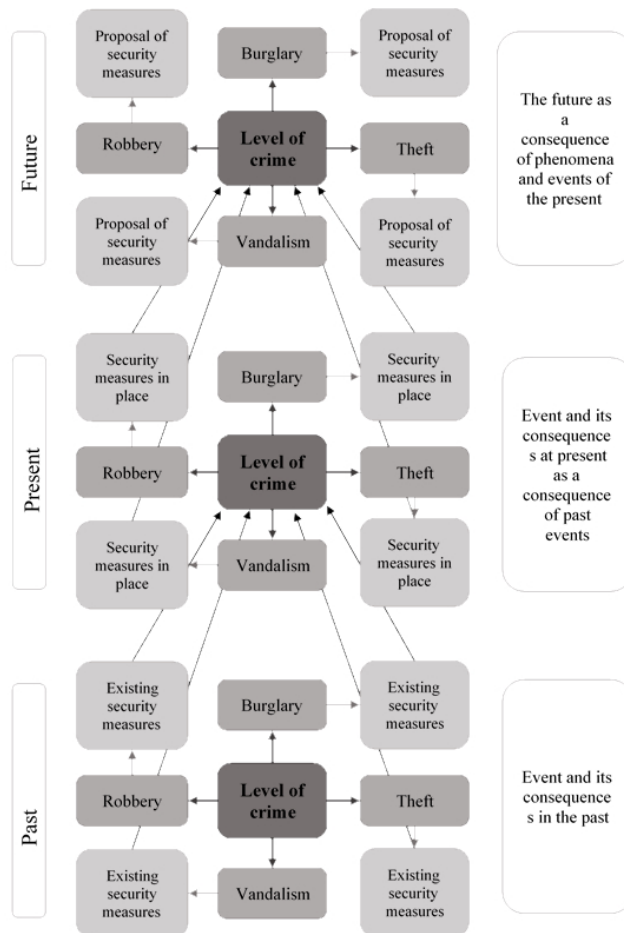 Future
Proposal of
security
measures
Burglary
Proposal of
security
measures
Robbery
Level of
crime
Theft
Proposal of
security
measures
Vandalism
Proposal of
security
measures
The future as
a
consequence
of phenomena
and events of
the present
Present
Security
measures in
place
Burglary
Security
measures in
place
Robbery
Level of
crime
Theft
Security
measures in
place
Vandalism
Security
measures in
place
Event and its
consequence
s at present
as a
consequence
of past
events
Past
Existing
security
measures
Burglary
Existing
security
measures
Robbery
Level of
crime
Theft
Existing
security
measures
Vandalism
Existing
security
measures
Event and its
consequence
s in the past